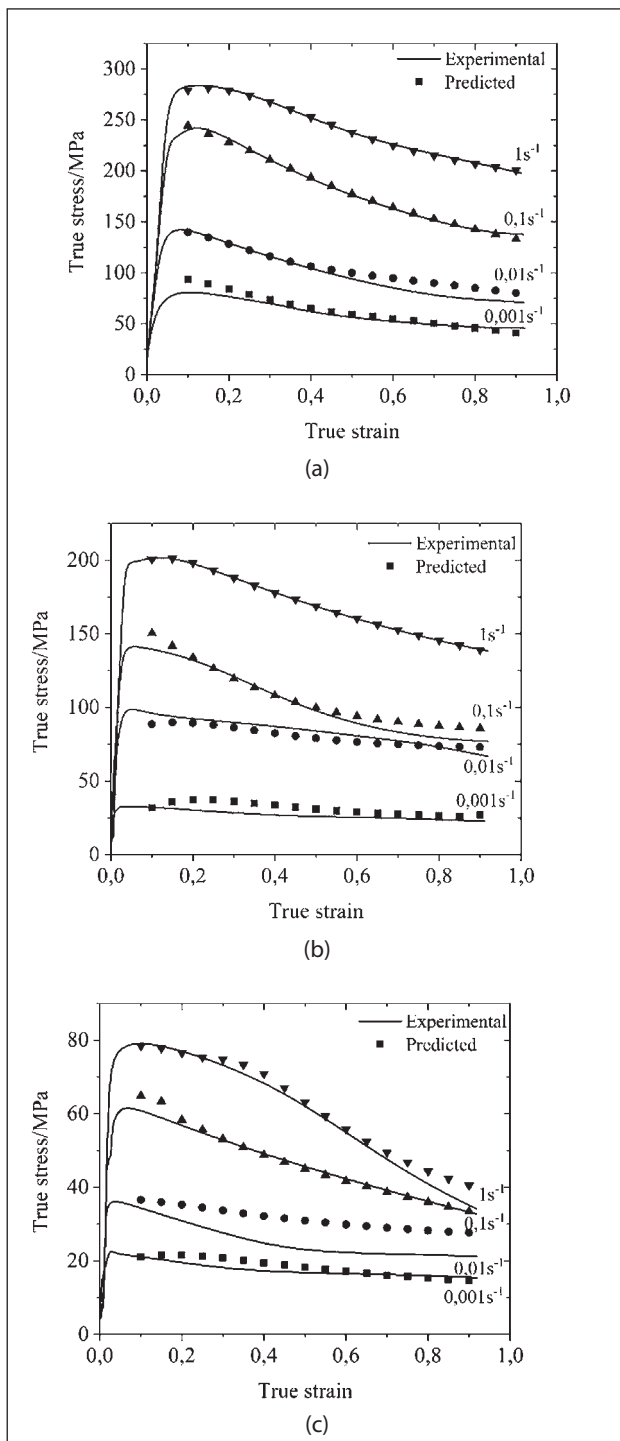 Experimental
Predicted
True stress/MPa
300
250
200
150
100
50
0
1s⁻¹
0,1s⁻¹
0,01s⁻¹
0,001s⁻¹
0,0 0,2 0,4 0,6 0,8 1,0
True strain
(a)
Experimental
Predicted
True stress/MPa
200
150
100
50
0
1s⁻¹
0,1s⁻¹
0,01s⁻¹
0,001s⁻¹
0,0 0,2 0,4 0,6 0,8 1,0
True strain
(b)
Experimental
Predicted
True stress/MPa
80
60
40
20
0
1s⁻¹
0,1s⁻¹
0,01s⁻¹
0,001s⁻¹
0,0 0,2 0,4 0,6 0,8 1,0
True strain
(c)